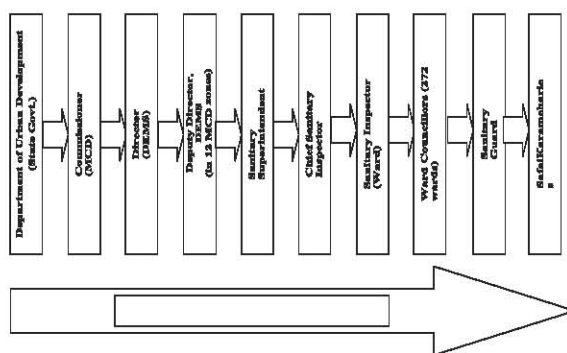 Department of Urban Development
(State Govt.)
Commissioner
(MCD)
Director
(DEMS)
Deputy Director,
DEMS
(in 12 MCD zones)
Sanitary
Superintendent
Chief Sanitary
Inspector
Sanitary Inspector
(Ward)
Ward Councillors (272
wards)
Sanitary
Guard
SafaiKaramcharis
s